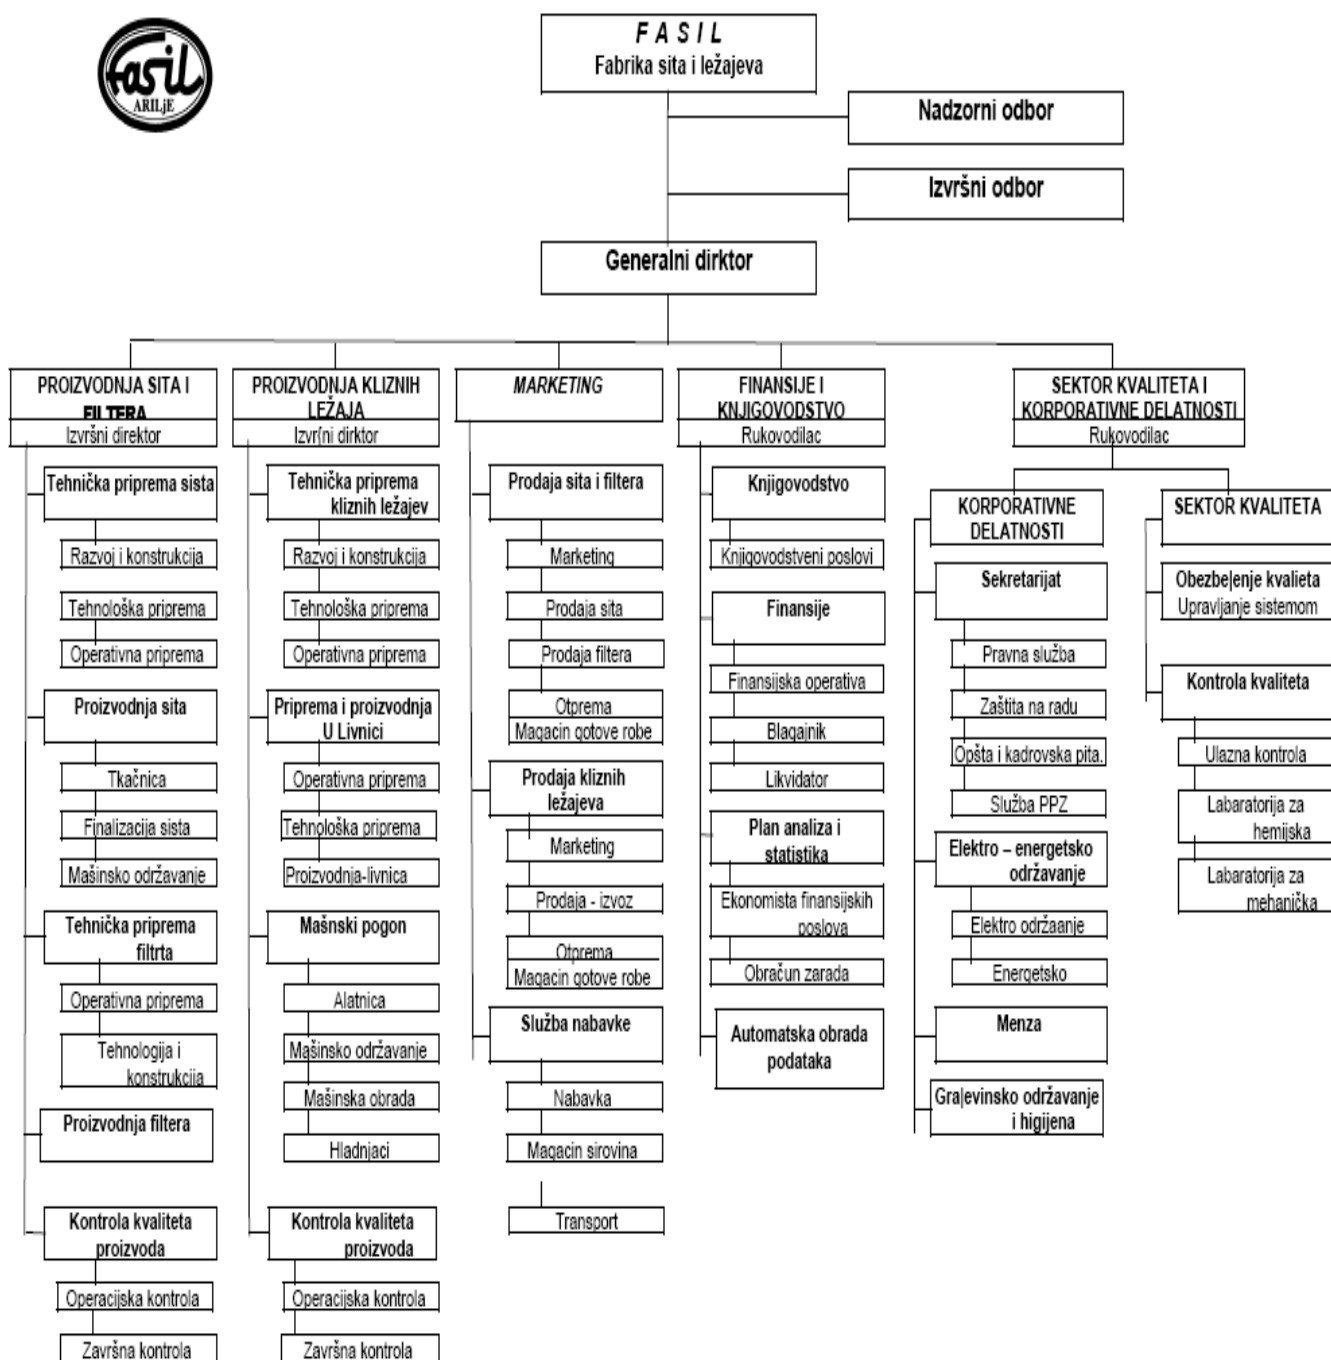 fasil
ARILjE
FASIL
Fabrika sita i ležajeva
Nadzorni odbor
Izvršni odbor
Generalni dirktor
PROIZVODNJA SITA I
FILTERA
Izvršni direktor
Tehnička priprema sista
Razvoj i konstrukcija
Tehnološka priprema
Operativna priprema
Proizvodnja sita
Tkačnica
Finalizacija sista
Mašinsko održavanje
Tehnička priprema
filtrta
Operativna priprema
Tehnologija i
konstrukcija
Proizvodnja filtera
Kontrola kvaliteta
proizvoda
Operacijska kontrola
Završna kontrola
PROIZVODNJA KLIZNIH
LEŽAJA
Izvr{ni dirktor
Tehnička priprema
kliznih ležajev
Razvoj i konstrukcija
Tehnološka priprema
Operativna priprema
Priprema i proizvodnja
U Livnici
Operativna priprema
Tehnološka priprema
Proizvodnja-livnica
Mašnski pogon
Alatnica
Mašinsko održavanje
Mašinska obrada
Hladnjaci
Kontrola kvaliteta
proizvoda
Operacijska kontrola
Završna kontrola
MARKETING
Prodaja sita i filtera
Marketing
Prodaja sita
Prodaja filtera
Otprema
Magacin gotove robe
Prodaja kliznih
ležajeva
Marketing
Prodaja - izvoz
Otprema
Magacin gotove robe
Služba nabavke
Nabavka
Magacin sirovina
Transport
FINANSIJE I
KNJIGOVODSTVO
Rukovodilac
Knjigovodstvo
Knjigovodstveni poslovi
Finansije
Finansijska operativa
Blagajnik
Likvidator
Plan analiza i
statistika
Ekonomista finansijskih
poslova
Obračun zarada
Automatska obrada
podataka
SEKTOR KVALITETA I
KORPORATIVNE DELATNOSTI
Rukovodilac
KORPORATIVNE
DELATNOSTI
Sekretarijat
Pravna služba
Zaštita na radu
Opšta i kadrovska pita.
Služba PPZ
Elektro – energetsko
održavanje
Elektro održaanje
Energetsko
Menza
Gra|evinsko održavanje
i higijena
SEKTOR KVALITETA
Obezbe|enje kvalieta
Upravljanje sistemom
Kontrola kvaliteta
Ulazna kontrola
Labaratorija za
hemijska
Labaratorija za
mehanička